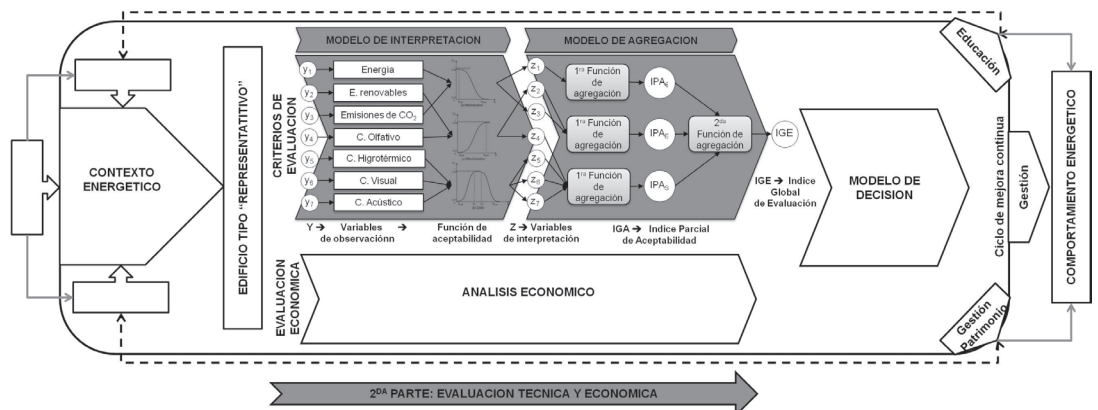 MODELO DE INTERPRETACION
MODELO DE AGREGACION
CONTEXTO
ENERGETICO
EDIFICIO TIPO “REPRESENTATITIVO”
CRITERIOS DE
EVALUACION
y1
Energia
y2
E. renovables
y3
Emisiones de CO2
y4
C. Olfativo
y5
C. Higrotérmico
y6
C. Visual
y7
C. Acústico
z1
z2
z3
z4
z5
z6
z7
1ra Función
de
agregación
1ra Función
de
agregación
1ra Función
de
agregación
IPA
IPAE
IPAS
2da
Función de
agregación
IGE
IGE → Indice
Global
de Evaluación
Y → Variables →
de observaciónn
Función de
aceptabilidad
Z → Variables
de interpretación
IGA → Indice Parcial
de Aceptabilidad
MODELO DE
DECISION
EVALUACION
ECONOMICA
ANALISIS ECONOMICO
Educación
Ciclo de mejora continua
Gestión
Gestión
Patrimonio
COMPORTAMIENTO ENERGETICO
2DA PARTE: EVALUACION TECNICA Y ECONOMICA